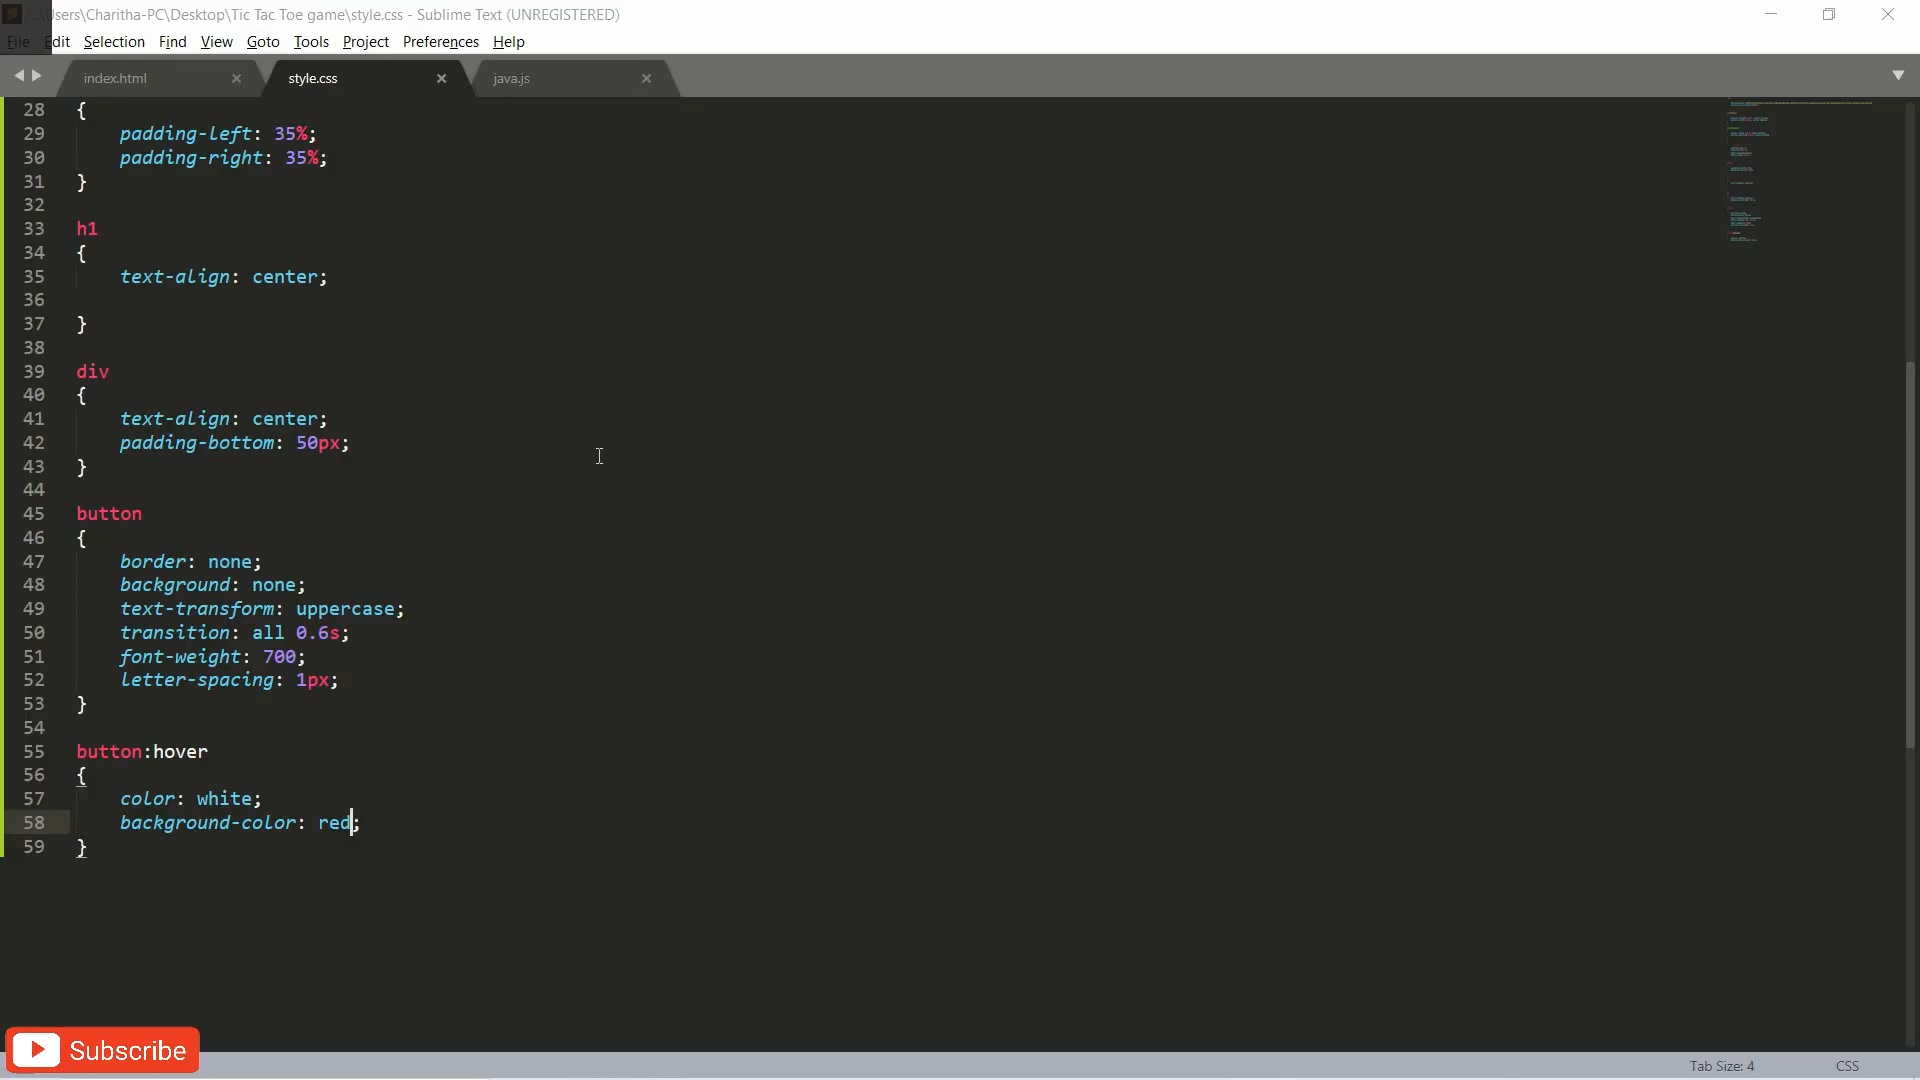 \Users\Charitha-PC\Desktop\Tic Tac Toe game\style.css - Sublime Text (UNREGISTERED)
File Edit Selection Find View Goto Tools Project Preferences Help
index.html style.css java.js
28 {
29 padding-left: 35%;
30 padding-right: 35%;
31 }
32
33 h1
34 {
35 text-align: center;
36
37 }
38
39 div
40 {
41 text-align: center;
42 padding-bottom: 50px;
43 }
44
45 button
46 {
47 border: none;
48 background: none;
49 text-transform: uppercase;
50 transition: all 0.6s;
51 font-weight: 700;
52 letter-spacing: 1px;
53 }
54
55 button:hover
56 {
57 color: white;
58 background-color: red;
59 }
Subscribe
Tab Size: 4 CSS